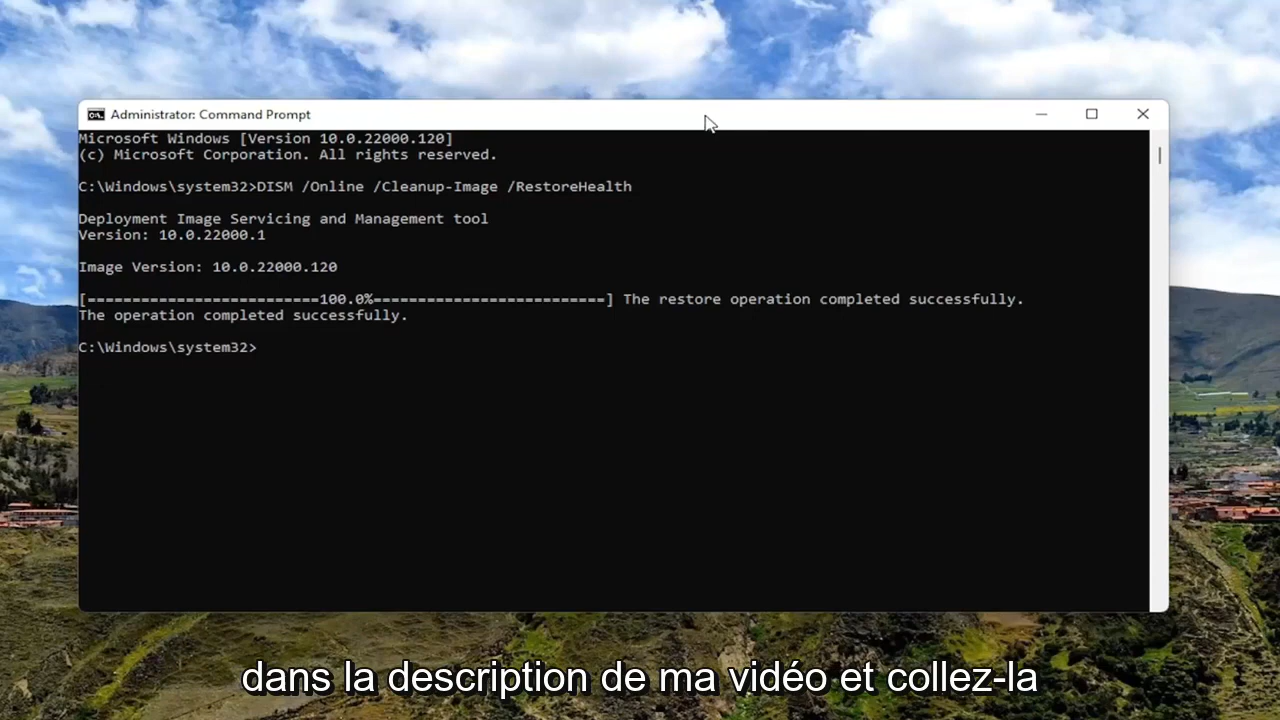 Administrator: Command Prompt
Microsoft Windows [Version 10.0.22000.120]
(c) Microsoft Corporation. All rights reserved.
C:\Windows\system32>DISM /Online /Cleanup-Image /RestoreHealth
Deployment Image Servicing and Management tool
Version: 10.0.22000.1
Image Version: 10.0.22000.120
[==========================100.0%==========================] The restore operation completed successfully.
The operation completed successfully.
C:\Windows\system32>
dans la description de ma vidéo et collez-la